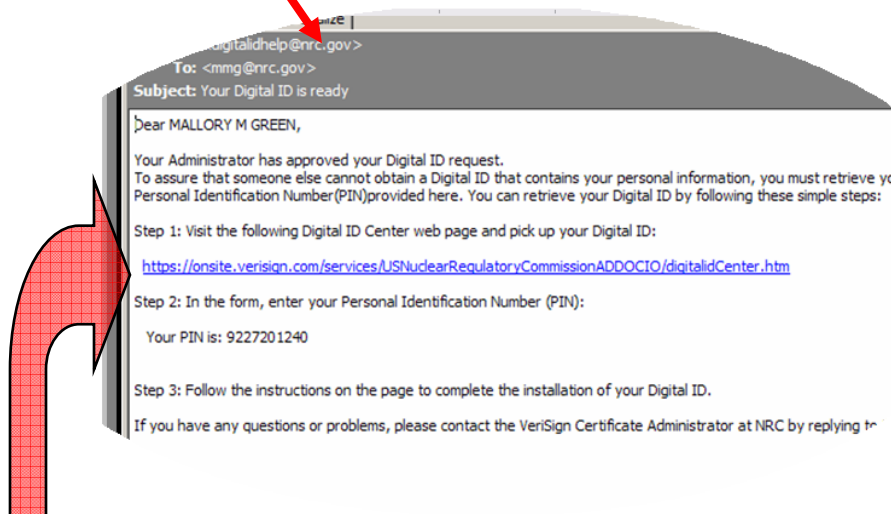 digitalidhelp@nrc.gov>
To: <mmg@nrc.gov>
Subject: Your Digital ID is ready
Dear MALLORY M GREEN,
Your Administrator has approved your Digital ID request.
To assure that someone else cannot obtain a Digital ID that contains your personal information, you must retrieve
Personal Identification Number(PIN)provided here. You can retrieve your Digital ID by following these simple steps:
Step 1: Visit the following Digital ID Center web page and pick up your Digital ID:
https://onsite.verisign.com/services/USNuclearRegulatoryCommissionADDOCIO/digitalidCenter.htm
Step 2: In the form, enter your Personal Identification Number (PIN):
Your PIN is: 9227201240
Step 3: Follow the instructions on the page to complete the installation of your Digital ID.
If you have any questions or problems, please contact the VeriSign Certificate Administrator at NRC by replying to